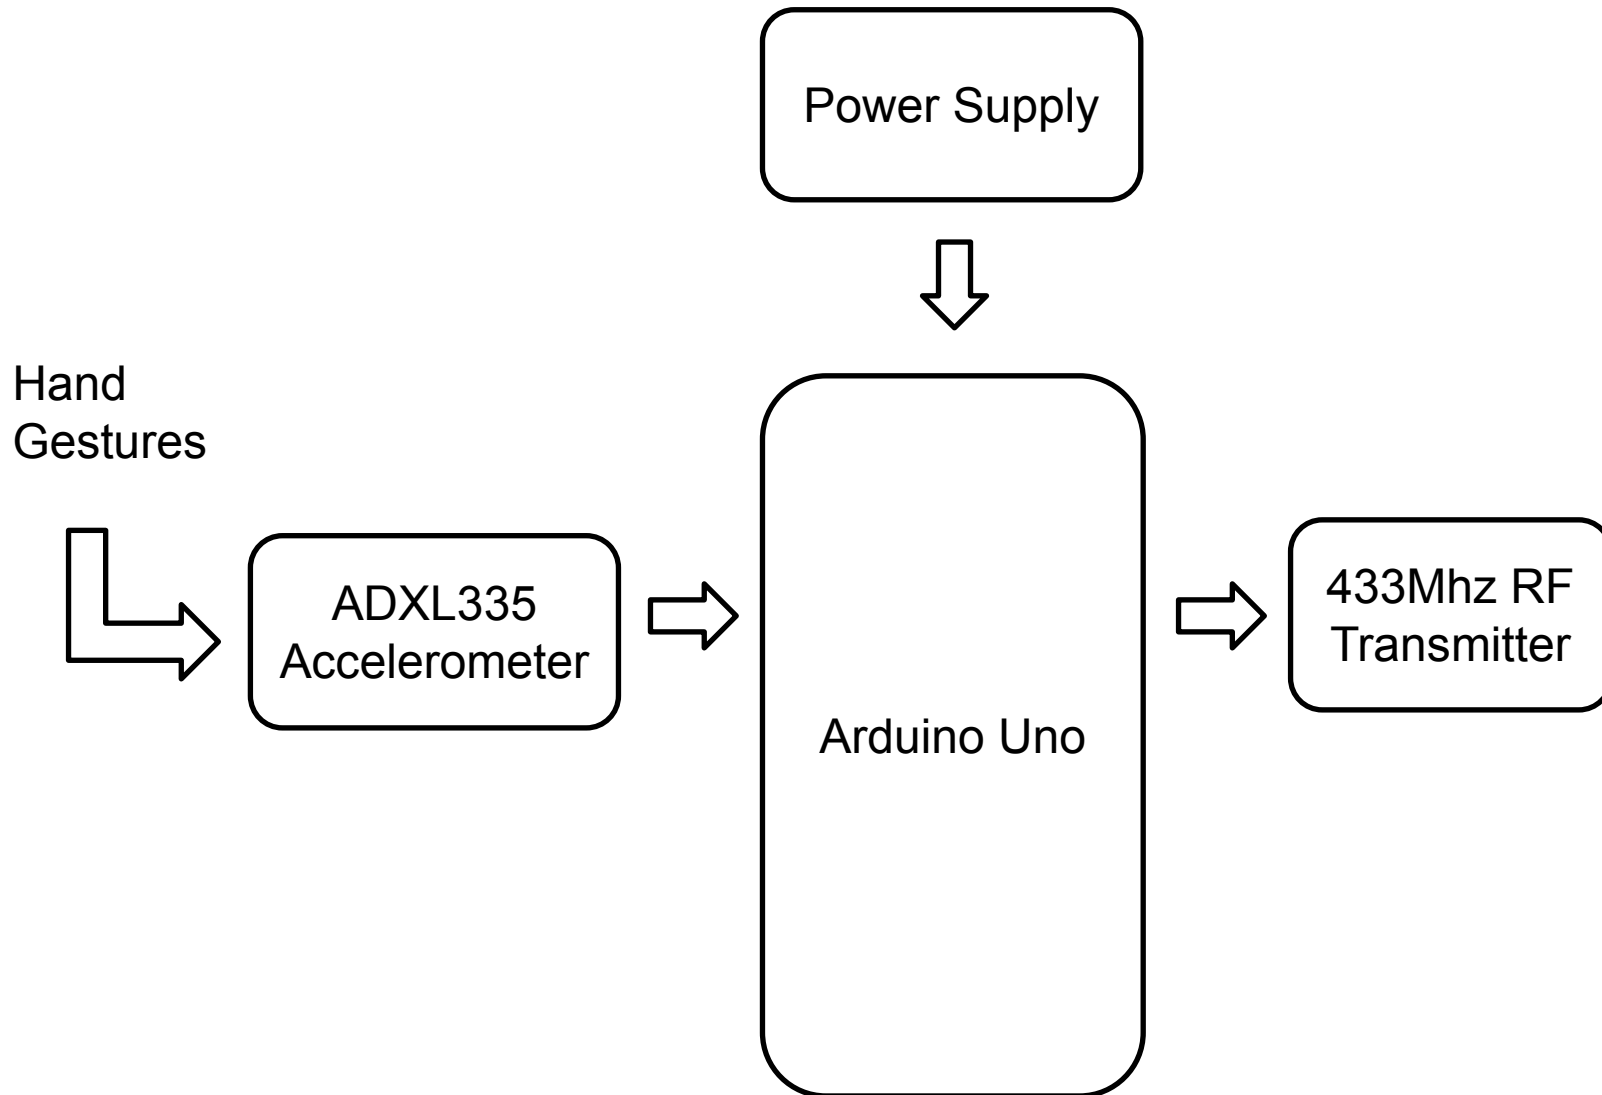 Power Supply
Hand
Gestures
ADXL335
Accelerometer
Arduino Uno
433Mhz RF
Transmitter